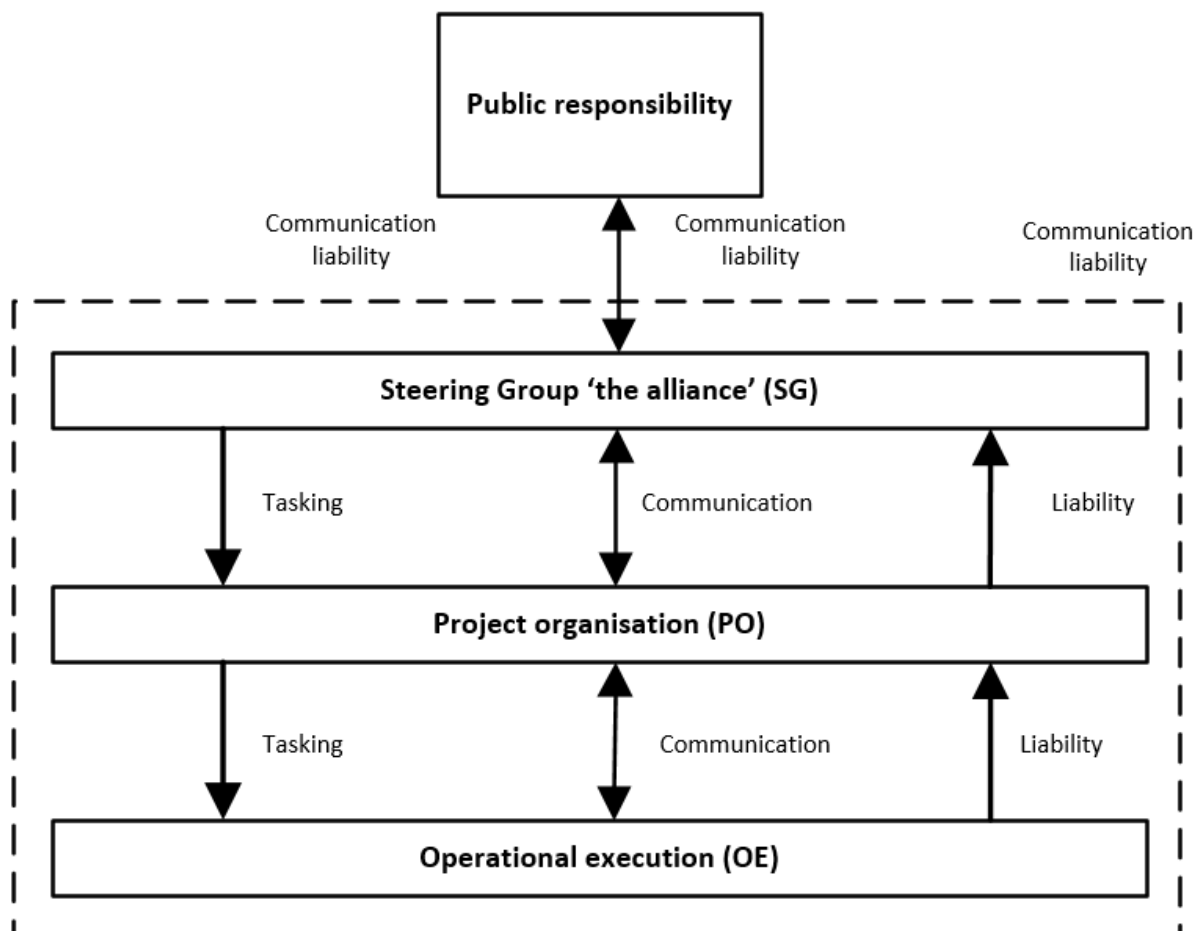 Public responsibility
Communication
liability
Communication
liability
Communication
liability
Steering Group ‘the alliance’ (SG)
Tasking
Communication
Liability
Project organisation (PO)
Tasking
Communication
Liability
Operational execution (OE)